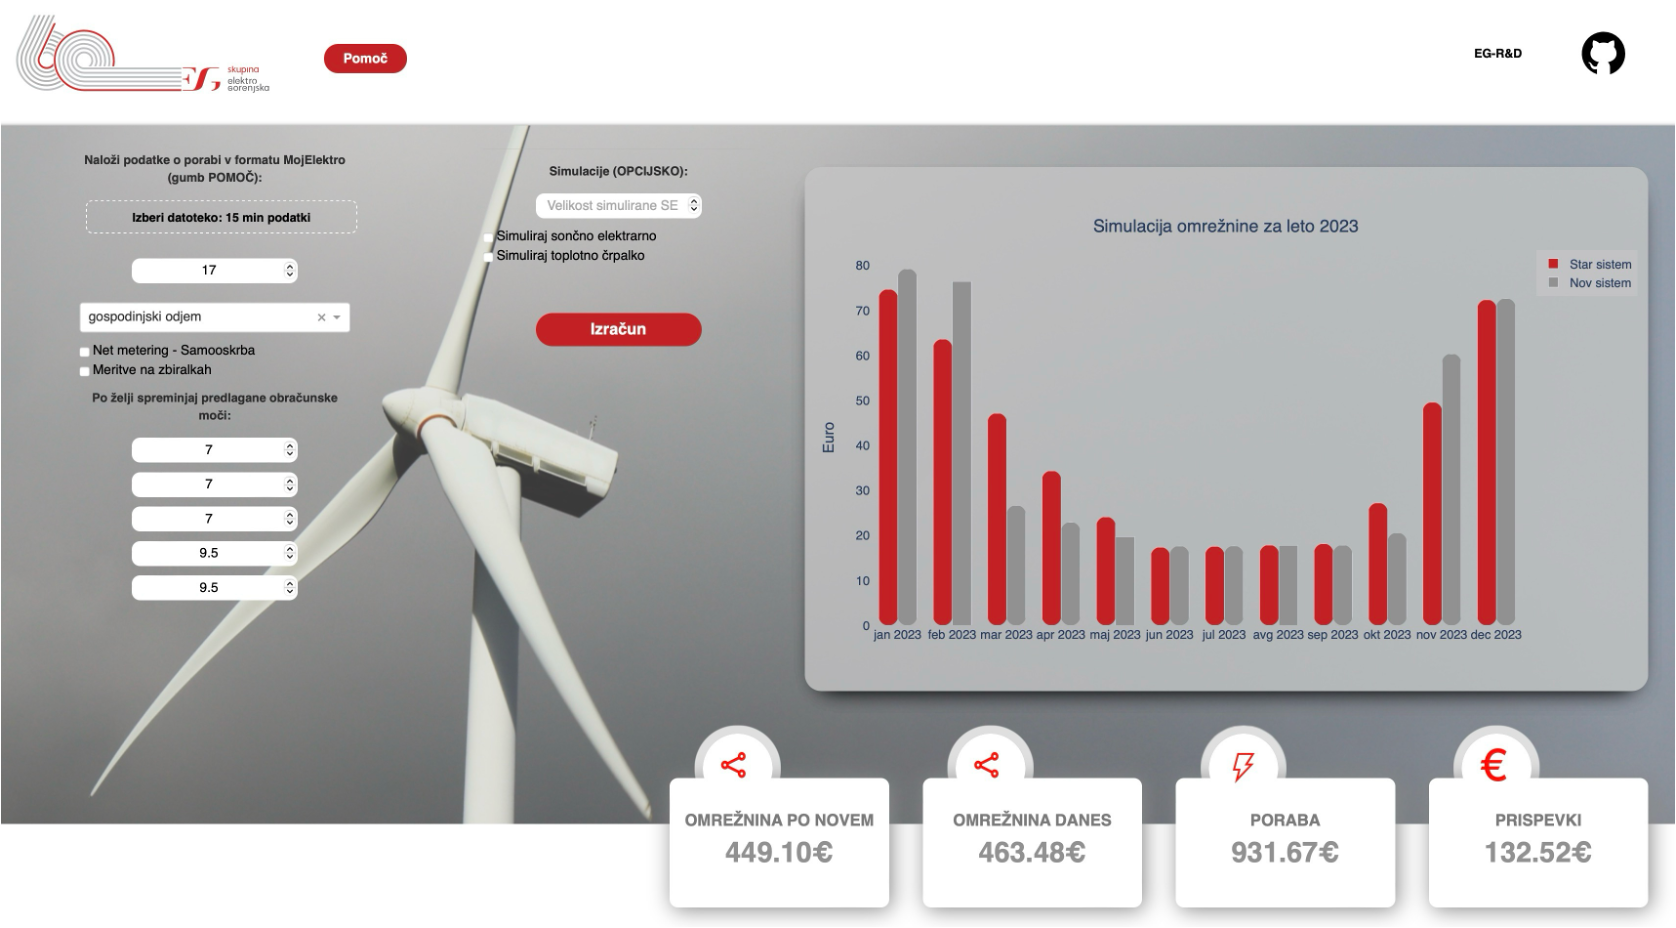 EG skupina
elektro
gorenjska
Pomoč
EG-R&D
Naloži podatke o porabi v formatu MojElektro
(gumb POMOČ):
Izberi datoteko: 15 min podatki
17
gospodinjski odjem
Net metering - Samooskrba
Meritve na zbiralkah
Po želji spreminjaj predlagane obračunske
moči:
7
7
7
9.5
9.5
Simulacije (OPCIJSKO):
Velikost simulirane SE
Simuliraj sončno elektrarno
Simuliraj toplotno črpalko
Izračun
Simulacija omrežnine za leto 2023
Star sistem
Nov sistem
Euro
80
70
60
50
40
30
20
10
0
jan 2023 feb 2023 mar 2023 apr 2023 maj 2023 jun 2023 jul 2023 avg 2023 sep 2023 okt 2023 nov 2023 dec 2023
OMREŽNINA PO NOVEM
449.10€
OMREŽNINA DANES
463.48€
PORABA
931.67€
PRISPEVKI
132.52€